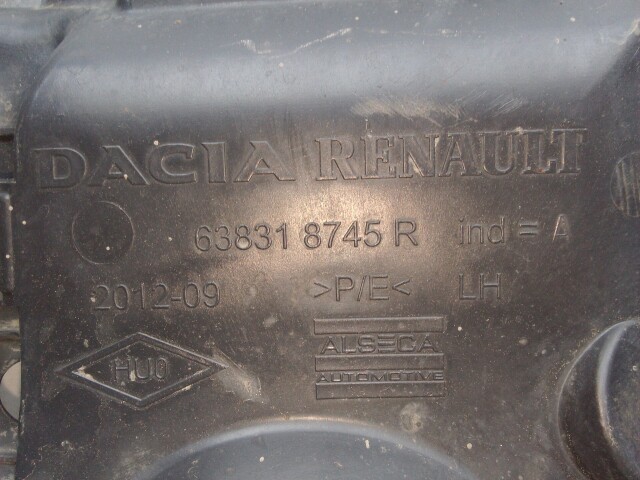 DACIA RENAULT
63831 8745 R ind = A
2012-09 >P/E< LH
HU0
ALSECA
AUTOMOTIVE